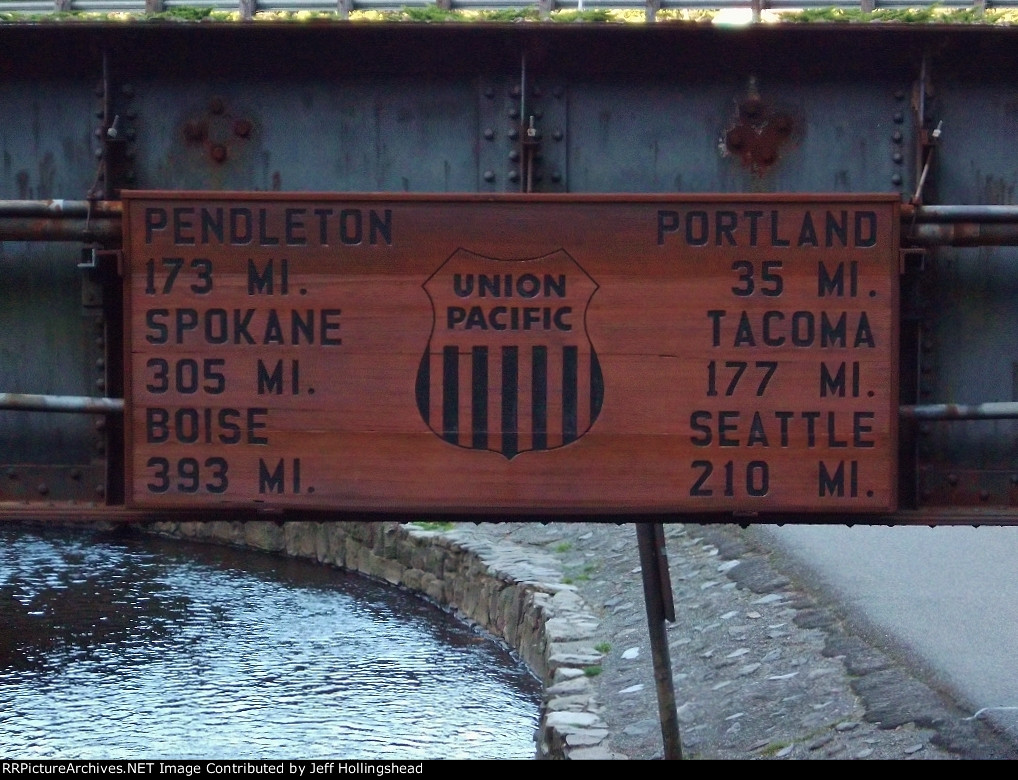 PENDLETON
173 MI.
SPOKANE
305 MI.
BOISE
393 MI.
UNION
PACIFIC
PORTLAND
35 MI.
TACOMA
177 MI.
SEATTLE
210 MI.
RRPictureArchives.NET Image Contributed by Jeff Hollingshead